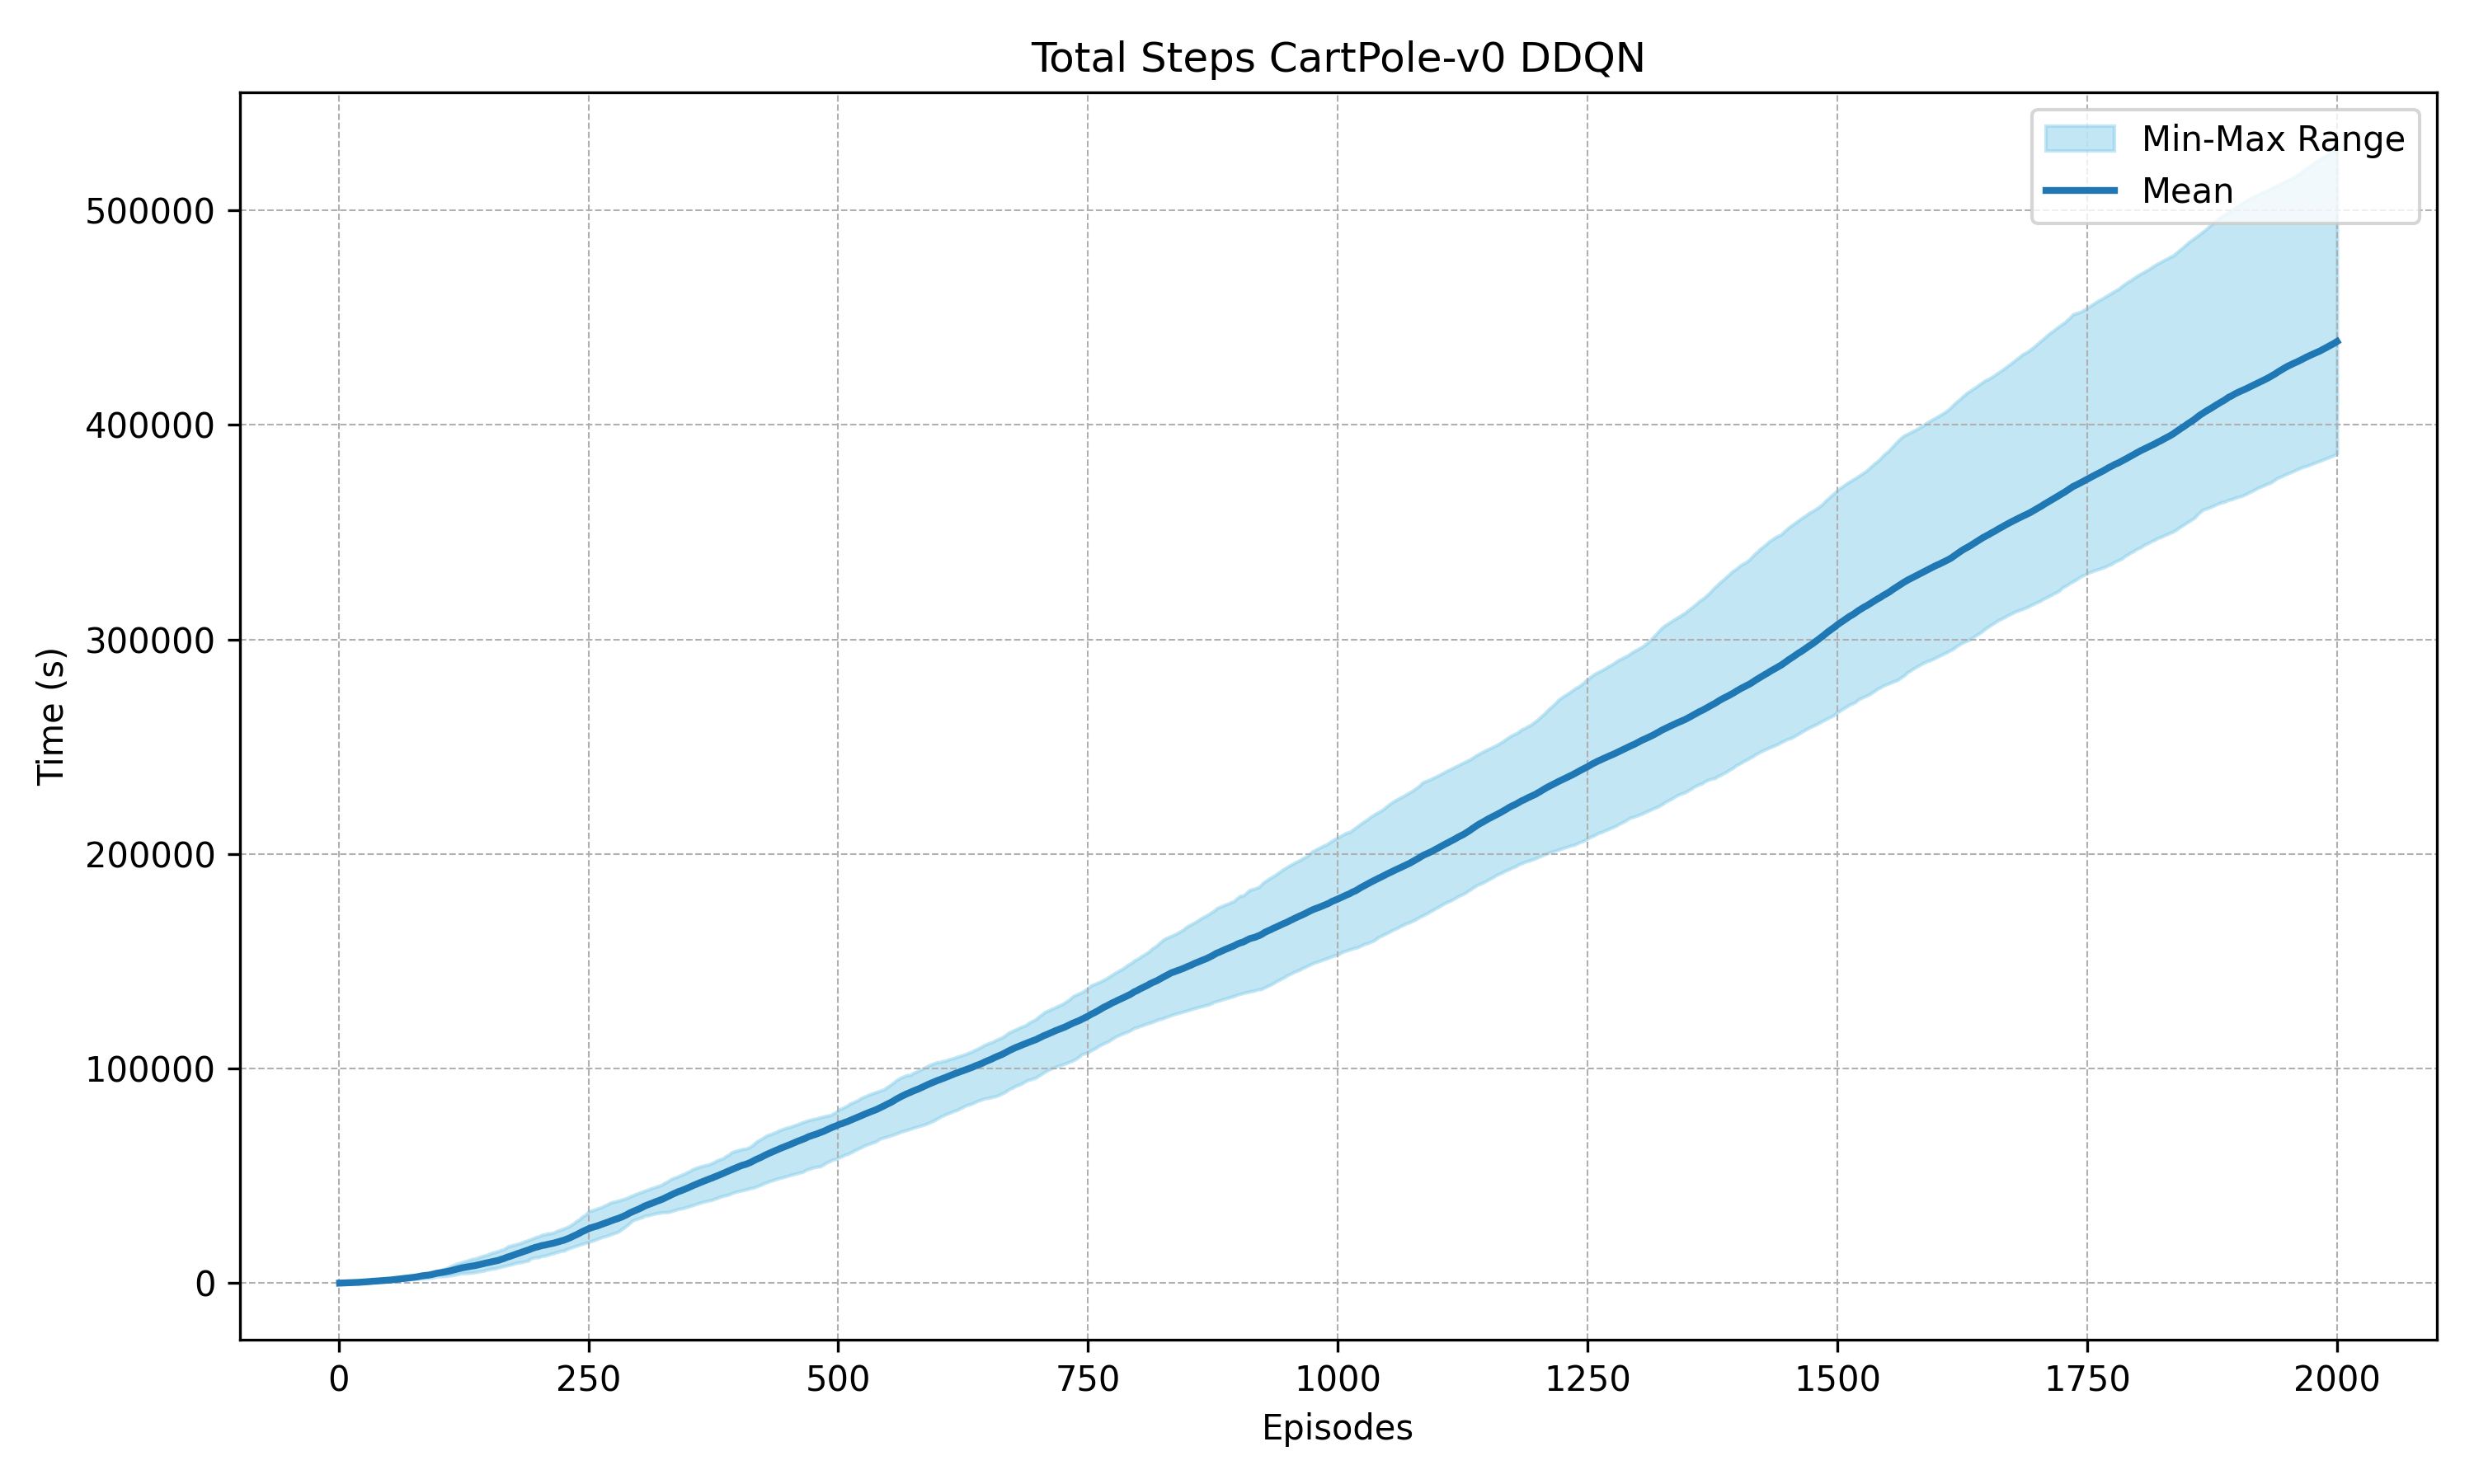 Total Steps CartPole-v0 DDQN
Min-Max Range
Mean
Time (s)
500000
400000
300000
200000
100000
0
0 250 500 750 1000 1250 1500 1750 2000
Episodes